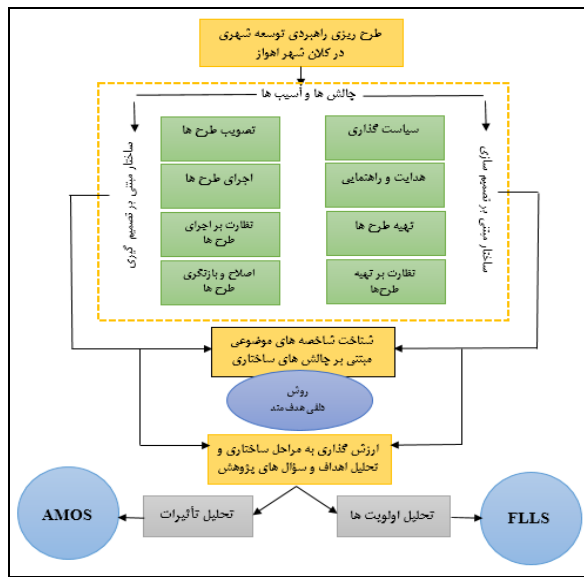 طرح ریزی راهبردی توسعه شهری
در کلان شهر اهواز
چالش ها و آسیب ها
ساختار مبتنی بر تصمیم سازی
سیاست گذاری
هدایت و راهنمایی
تهیه طرح ها
نظارت بر تهیه
طرح‌ها
ساختار مبتنی بر تصمیم گیری
تصویب طرح ها
اجرای طرح ها
نظارت بر اجرای
طرح ها
اصلاح و بازنگری
طرح ها
شناخت شاخصه های موضوعی
مبتنی بر چالش های ساختاری
روش
دلفی هدف مند
ارزش گذاری به مراحل ساختاری و
تحلیل اهداف و سؤال های پژوهش
تحلیل اولویت ها
FLLS
تحلیل تأثیرات
AMOS